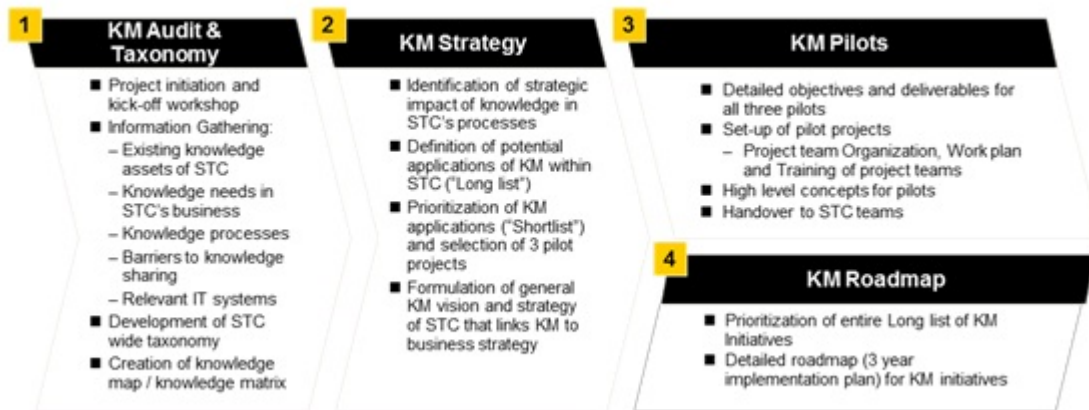 1
KM Audit &
Taxonomy
■ Project initiation and
kick-off workshop
■ Information Gathering:
– Existing knowledge
assets of STC
– Knowledge needs in
STC's business
– Knowledge processes
– Barriers to knowledge
sharing
– Relevant IT systems
■ Development of STC
wide taxonomy
■ Creation of knowledge
map / knowledge matrix
2
KM Strategy
■ Identification of strategic
impact of knowledge in
STC's processes
■ Definition of potential
applications of KM within
STC ("Long list")
■ Prioritization of KM
applications ("Shortlist")
and selection of 3 pilot
projects
■ Formulation of general
KM vision and strategy
of STC that links KM to
business strategy
3
KM Pilots
■ Detailed objectives and deliverables for
all three pilots
■ Set-up of pilot projects
– Project team Organization, Work plan
and Training of project teams
■ High level concepts for pilots
■ Handover to STC teams
4
KM Roadmap
■ Prioritization of entire Long list of KM
Initiatives
■ Detailed roadmap (3 year
implementation plan) for KM initiatives